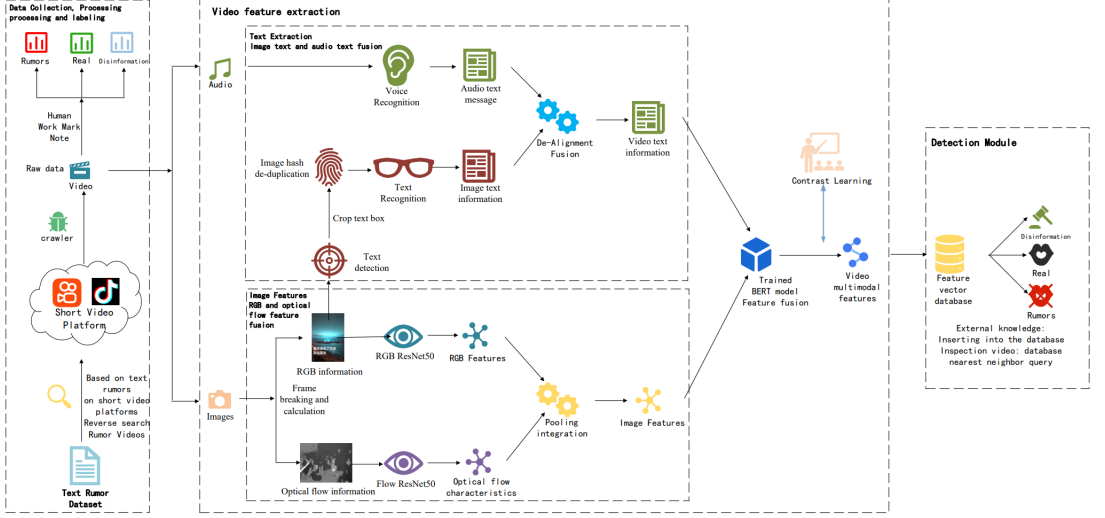 Data Collection, Processing
processing and labeling
Rumors
Real
Disinformation
Human
Work Mark
Note
Raw data
Video
crawler
Short Video
Platform
Based on text
rumors
on short video
platforms
Reverse search
Rumor Videos
Text Rumor
Dataset
Video feature extraction
Audio
Images
Text Extraction
Image text and audio text fusion
Voice
Recognition
Audio text
message
Image hash
de-duplication
Text
Recognition
Image text
information
De-Alignment
Fusion
Video text
information
Crop text box
Text
detection
Image Features
RGB and optical
flow feature
fusion
RGB information
RGB ResNet50
RGB Features
Frame
breaking and
calculation
Pooling
integration
Image Features
Optical flow information
Flow ResNet50
Optical flow
characteristics
Contrast Learning
Trained
BERT model
Feature fusion
Video
multimodal
features
Detection Module
Feature
vector
database
Disinformation
Real
Rumors
External knowledge:
Inserting into the database
Inspection video: database
nearest neighbor query